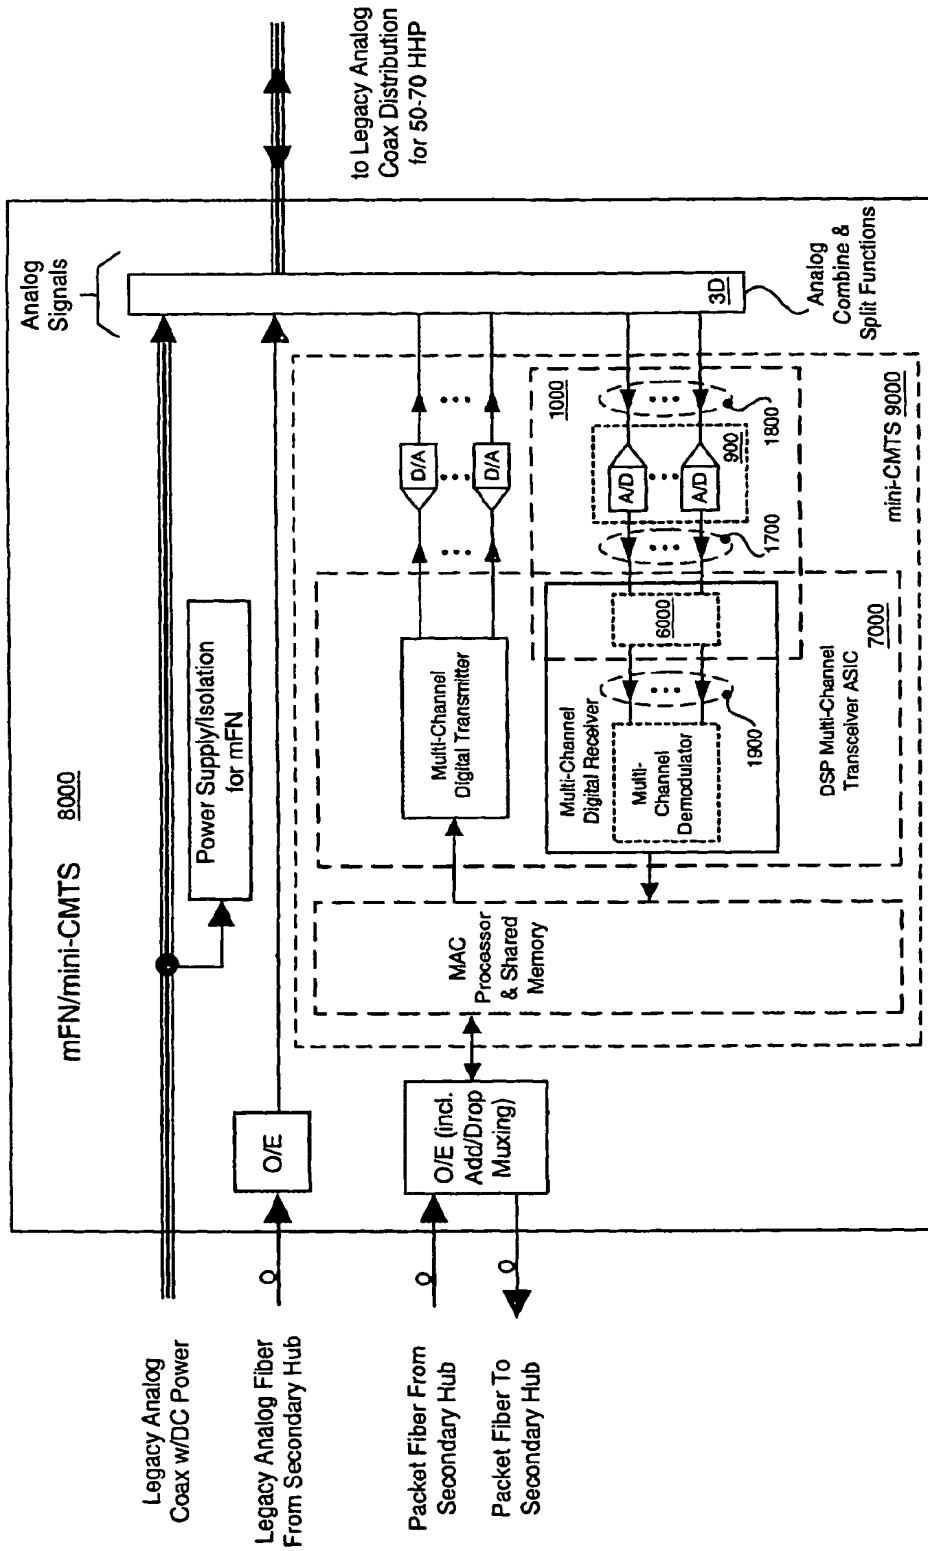 mFN/mini-CMTS   8000
Analog
Signals
Legacy Analog
Coax w/DC Power
Power Supply/Isolation
for mFN
to Legacy Analog
Coax Distribution
for 50-70 HHP
Legacy Analog Fiber
From Secondary Hub
O/E
Packet Fiber From
Secondary Hub
Packet Fiber To
Secondary Hub
O/E (incl.
Add/Drop
Muxing)
MAC
Processor
& Shared
Memory
Multi-Channel
Digital Transmitter
D/A
D/A
Multi-Channel
Digital Receiver
Multi-
Channel
Demodulator
1900
6000
1700
A/D
A/D
900
1800
1000
DSP Multi-Channel
Transceiver ASIC
7000
mini-CMTS 9000
3D
Analog
Combine &
Split Functions